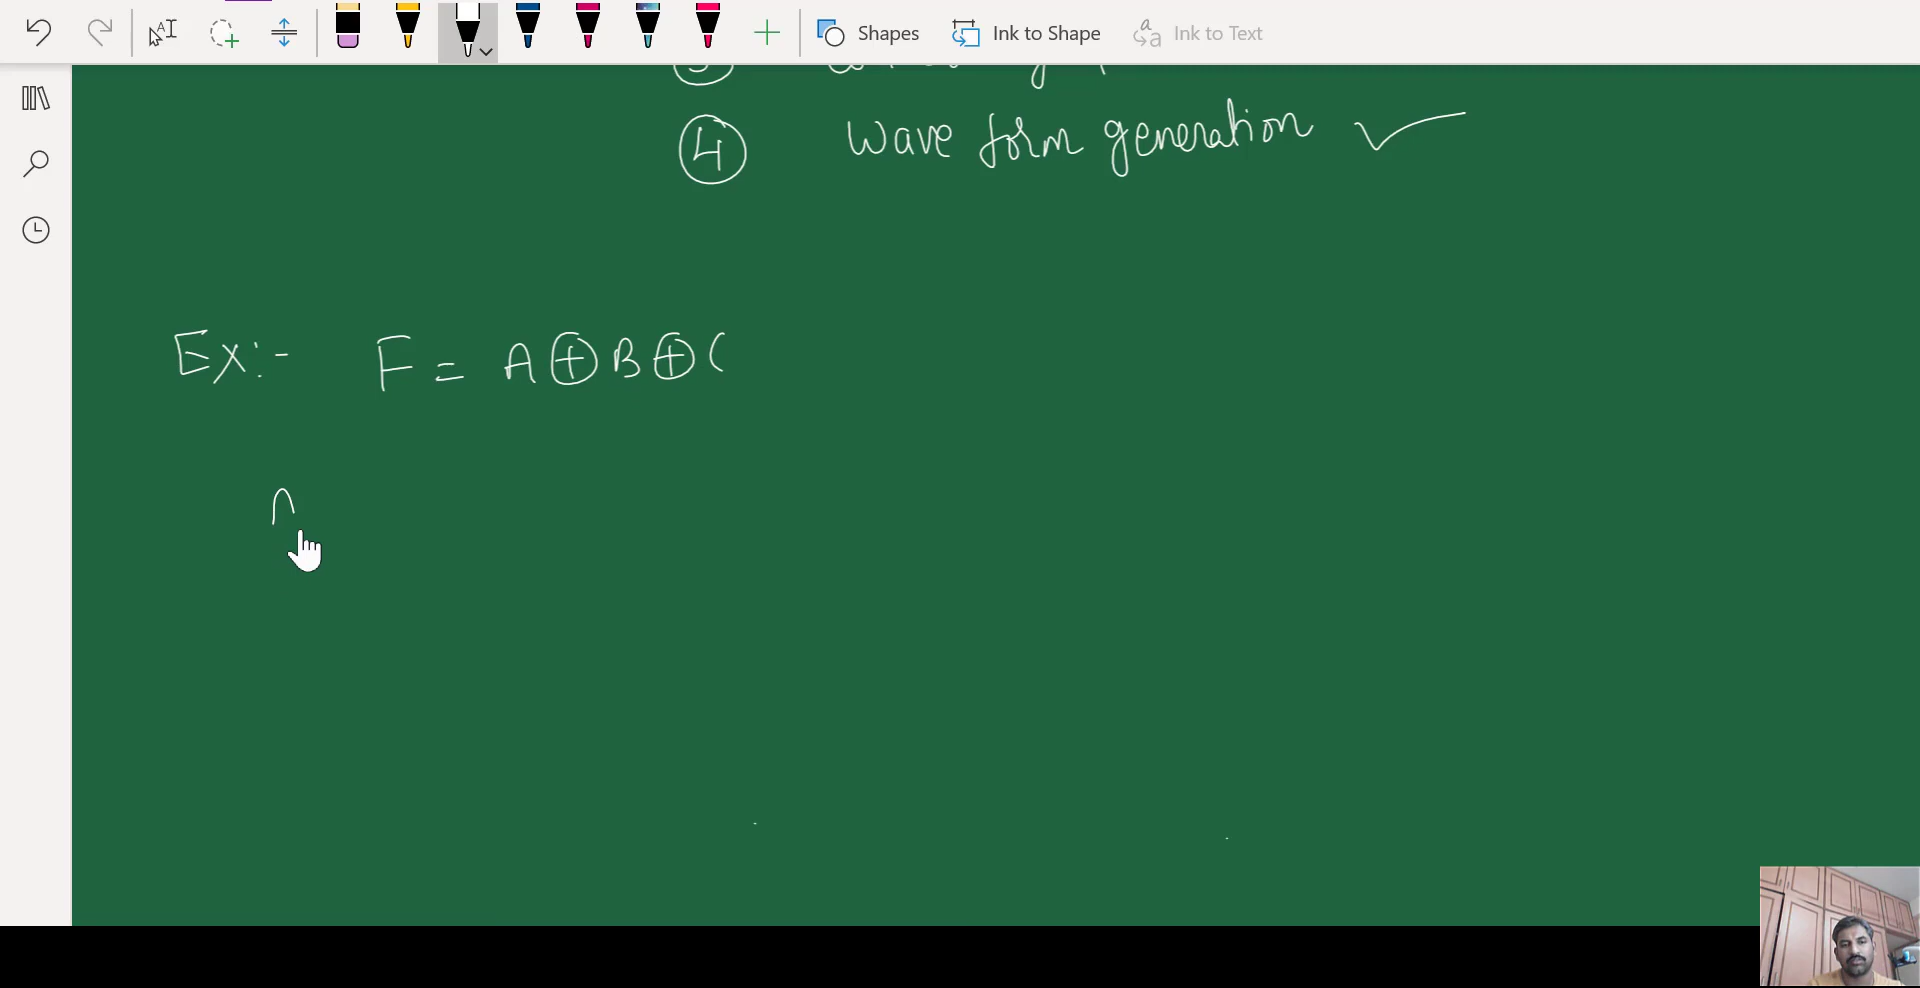 Shapes Ink to Shape Ink to Text
④ Wave form generation ✓
Ex:- F = A⊕B⊕C